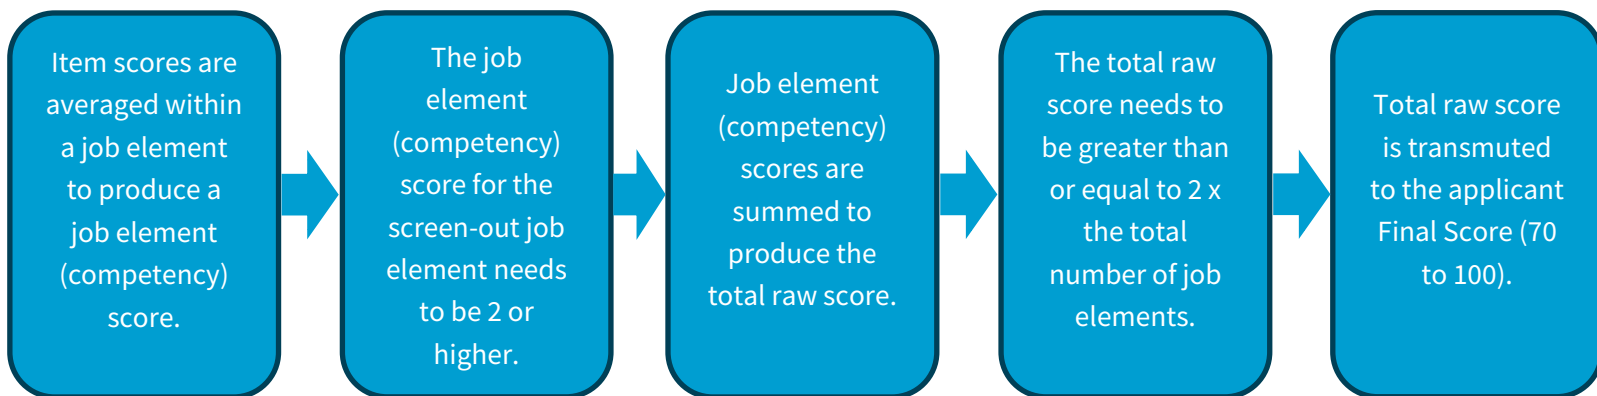 Item scores are
averaged within
a job element
to produce a
job element
(competency)
score.
The job
element
(competency)
score for the
screen-out job
element needs
to be 2 or
higher.
Job element
(competency)
scores are
summed to
produce the
total raw score.
The total raw
score needs to
be greater than
or equal to 2 x
the total
number of job
elements.
Total raw score
is transmuted
to the applicant
Final Score (70
to 100).